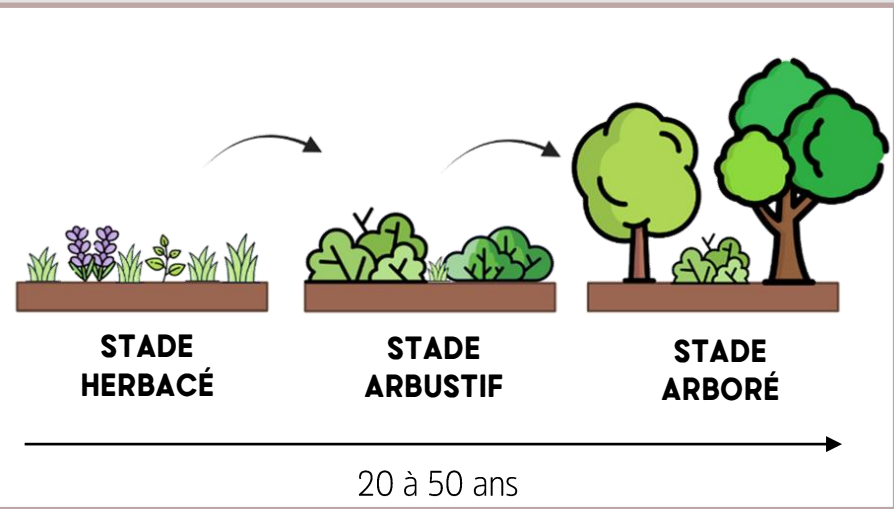 STADE
HERBACÉ
STADE
ARBUSTIF
STADE
ARBORÉ
20 à 50 ans